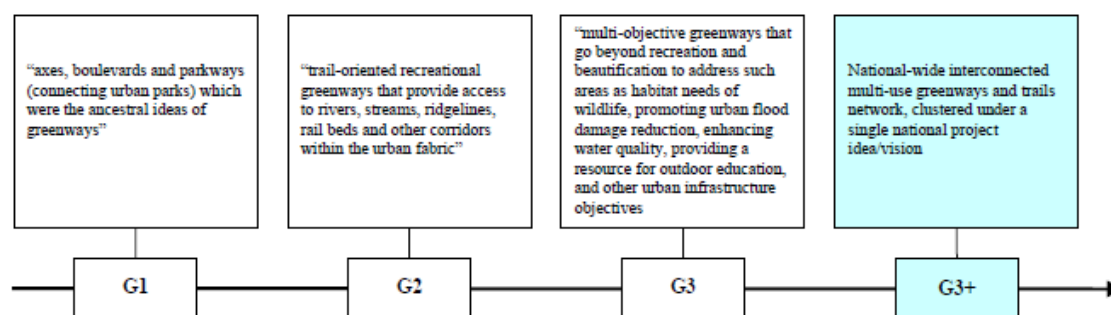 “axes, boulevards and parkways
(connecting urban parks) which
were the ancestral ideas of
greenways”
“trail-oriented recreational
greenways that provide access
to rivers, streams, ridgelines,
rail beds and other corridors
within the urban fabric”
“multi-objective greenways that
go beyond recreation and
beautification to address such
areas as habitat needs of
wildlife, promoting urban flood
damage reduction, enhancing
water quality, providing a
resource for outdoor education,
and other urban infrastructure
objectives
National-wide interconnected
multi-use greenways and trails
network, clustered under a
single national project
idea/vision
G1
G2
G3
G3+